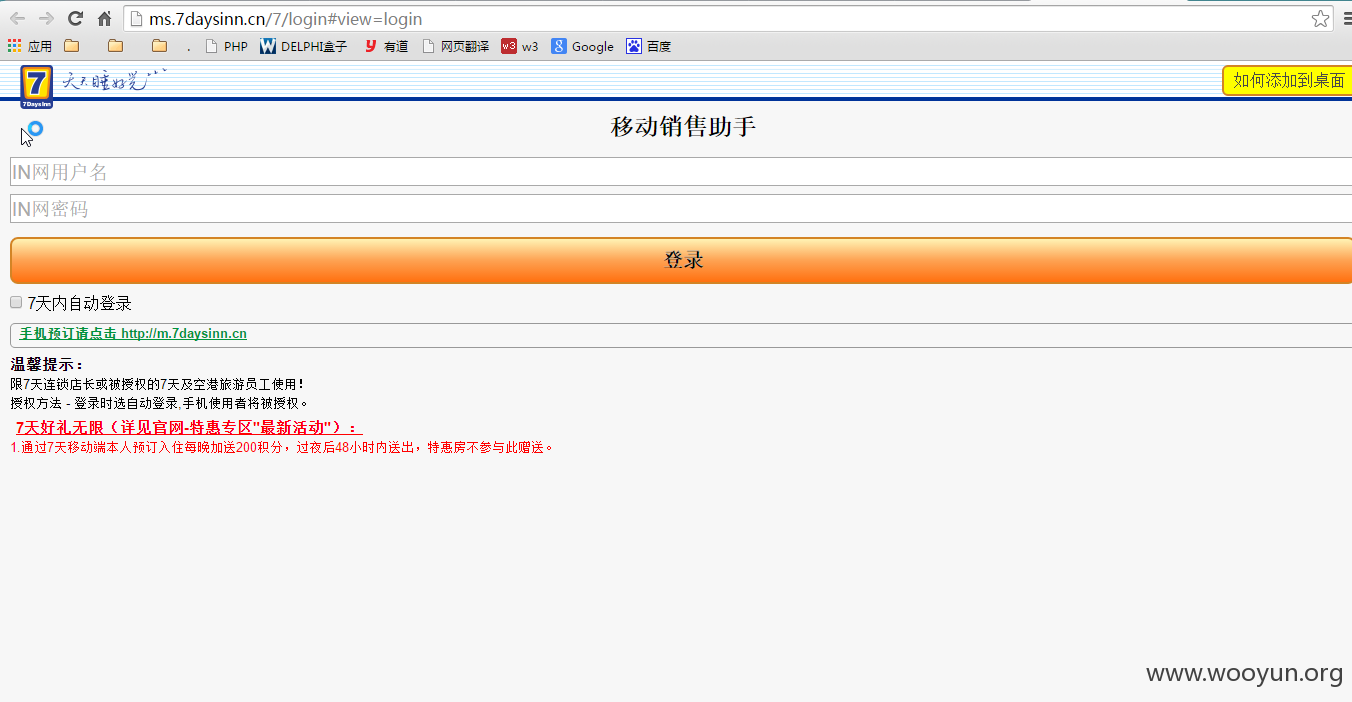 ms.7daysinn.cn/7/login#view=login
应用 . PHP DELPHI盒子 有道 网页翻译 w3 w3 Google 百度
7 天天睡好觉
7DaysInn
如何添加到桌面
移动销售助手
IN网用户名
IN网密码
登录
7天内自动登录
手机预订请点击 http://m.7daysinn.cn
温馨提示：
限7天连锁店长或被授权的7天及空港旅游员工使用！
授权方法 - 登录时选自动登录,手机使用者将被授权。
7天好礼无限（详见官网-特惠专区"最新活动"）：
1.通过7天移动端本人预订入住每晚加送200积分，过夜后48小时内送出，特惠房不参与此赠送。
www.wooyun.org